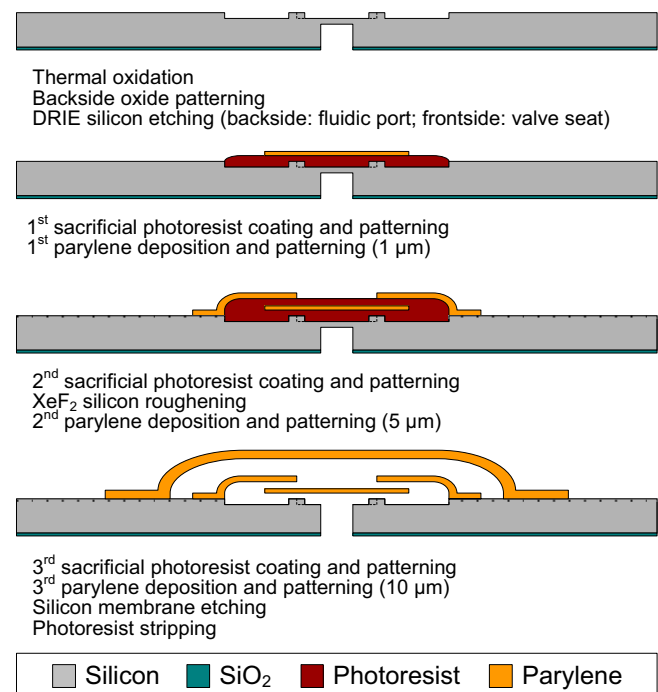 Thermal oxidation
Backside oxide patterning
DRIE silicon etching (backside: fluidic port; frontside: valve seat)
1st sacrificial photoresist coating and patterning
1st parylene deposition and patterning (1 µm)
2nd sacrificial photoresist coating and patterning
XeF2 silicon roughening
2nd parylene deposition and patterning (5 µm)
3rd sacrificial photoresist coating and patterning
3rd parylene deposition and patterning (10 µm)
Silicon membrane etching
Photoresist stripping
Silicon SiO2 Photoresist Parylene